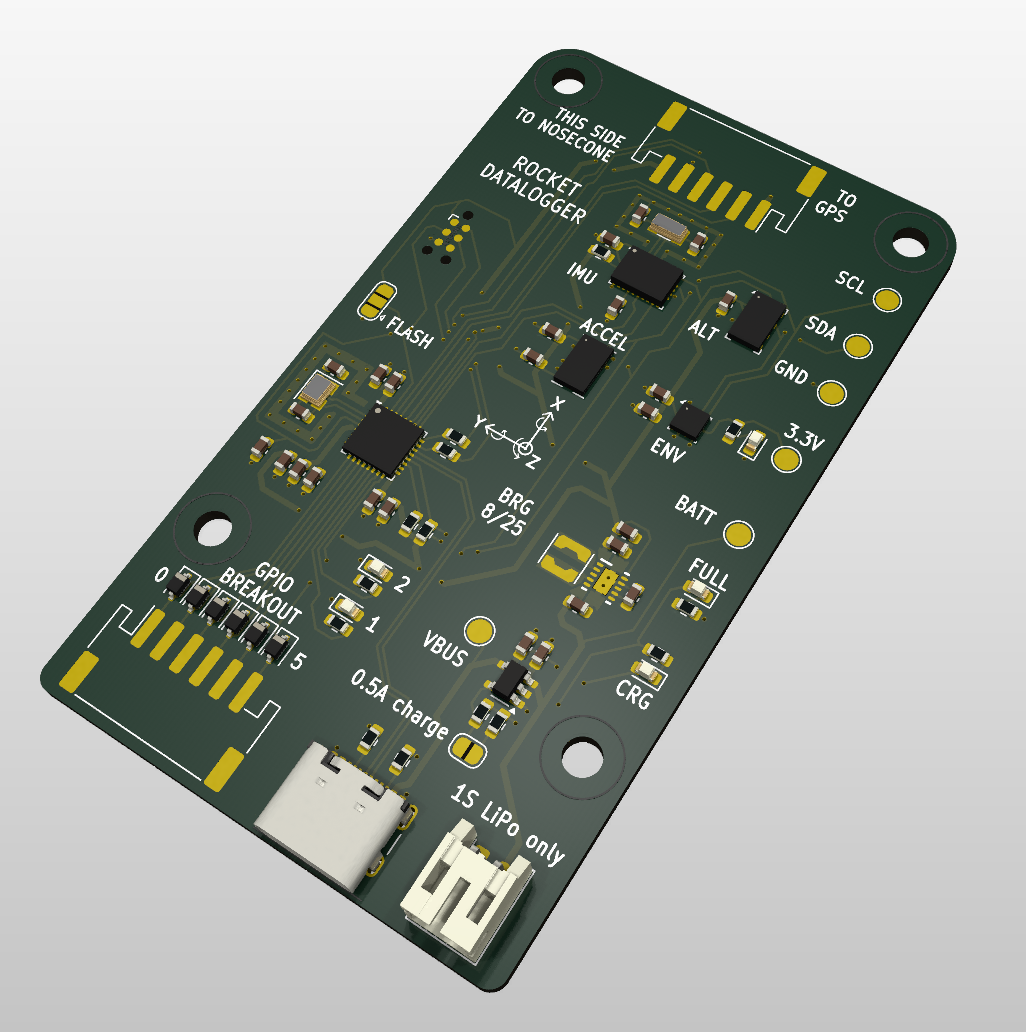 THIS SIDE
TO NOSECONE
ROCKET
DATALOGGER
TO
GPS
IMU
SCL
ACCEL
ALT
SDA
FLASH
GND
X
Y
Z
ENV
3.3V
BRG
8/25
BATT
0
GPIO
BREAKOUT
5
2
1
FULL
VBUS
CRG
0.5A charge
1S LiPo only